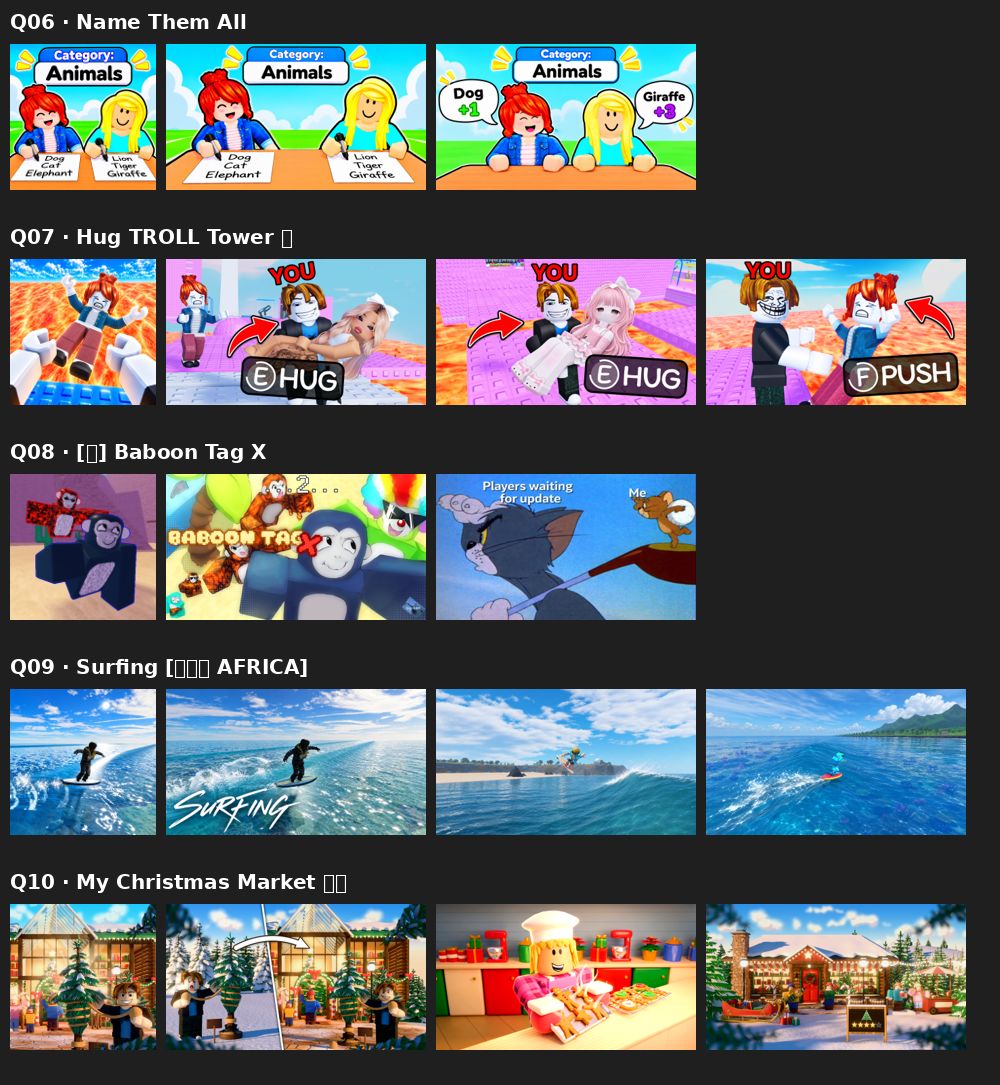 Q06 · Name Them All
Category:
Animals
Dog
Cat
Elephant
Lion
Tiger
Giraffe
Category:
Animals
Dog
Cat
Elephant
Lion
Tiger
Giraffe
Category:
Animals
Dog
+1
Giraffe
+3
Q07 · Hug TROLL Tower
YOU
E HUG
YOU
E HUG
YOU
F PUSH
Q08 · [] Baboon Tag X
2...
BABOON TAG
X
Players waiting
for update
Me
Q09 · Surfing [ AFRICA]
SURFING
Q10 · My Christmas Market